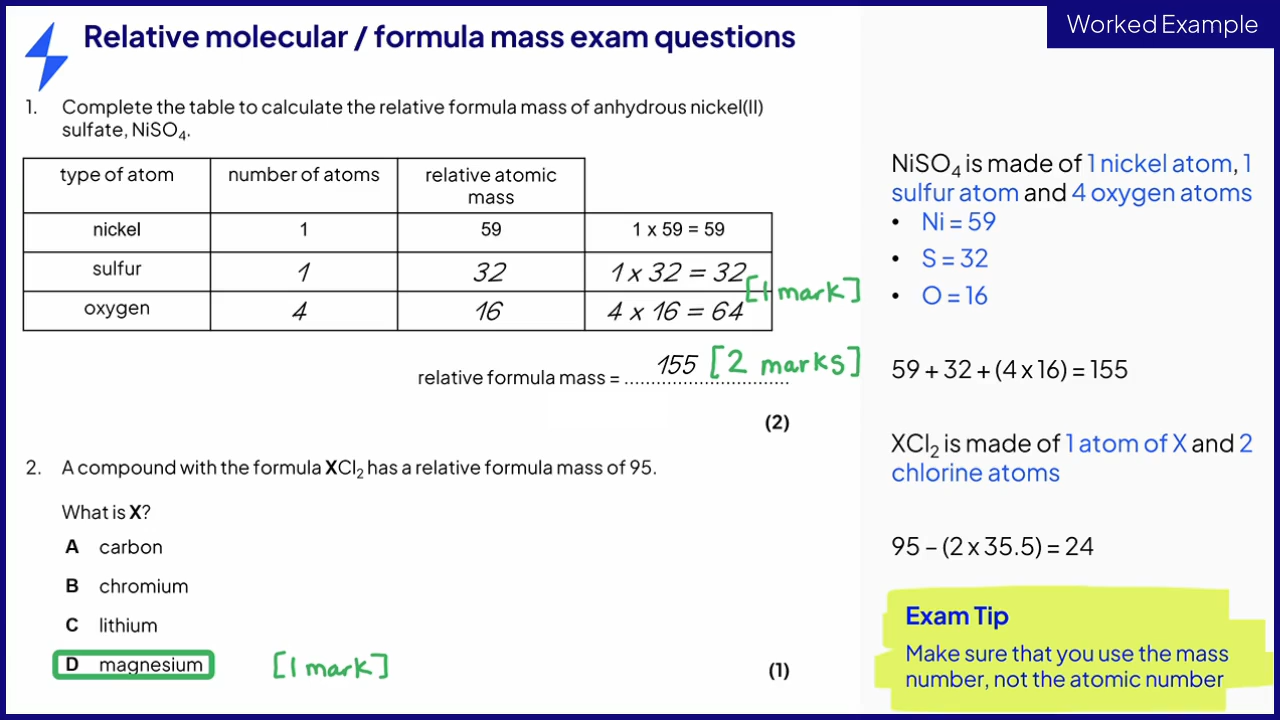 Relative molecular / formula mass exam questions
Worked Example
1. Complete the table to calculate the relative formula mass of anhydrous nickel(II)
sulfate, NiSO₄.
type of atom number of atoms relative atomic
mass
nickel 1 59 1 x 59 = 59
sulfur 1 32 1 x 32 = 32
[1 mark]
oxygen 4 16 4 x 16 = 64
relative formula mass = 155 [2 marks]
(2)
2. A compound with the formula XCl₂ has a relative formula mass of 95.
What is X?
A carbon
B chromium
C lithium
D magnesium [1 mark] (1)
NiSO₄ is made of 1 nickel atom, 1
sulfur atom and 4 oxygen atoms
• Ni = 59
• S = 32
• O = 16
59 + 32 + (4 x 16) = 155
XCl₂ is made of 1 atom of X and 2
chlorine atoms
95 – (2 x 35.5) = 24
Exam Tip
Make sure that you use the mass
number, not the atomic number